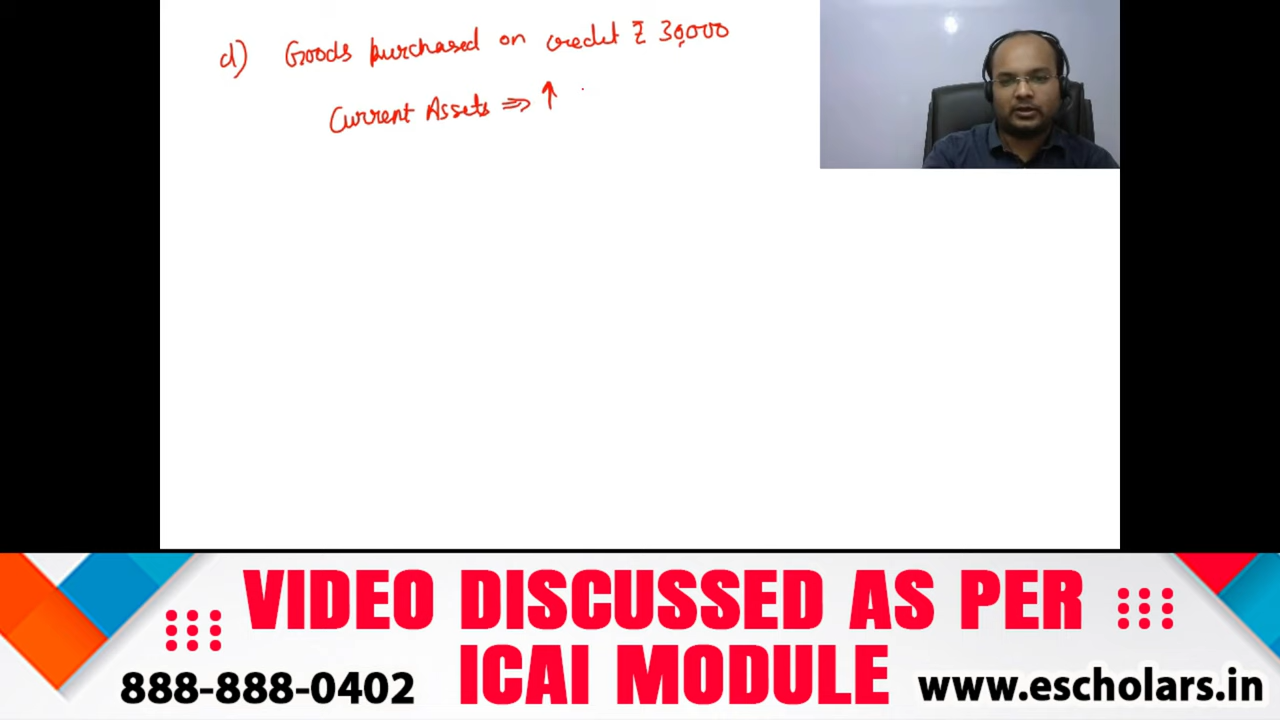 d) Goods purchased on credit ₹ 30,000
Current Assets ⇒ ↑
VIDEO DISCUSSED AS PER
ICAI MODULE
888-888-0402
www.escholars.in